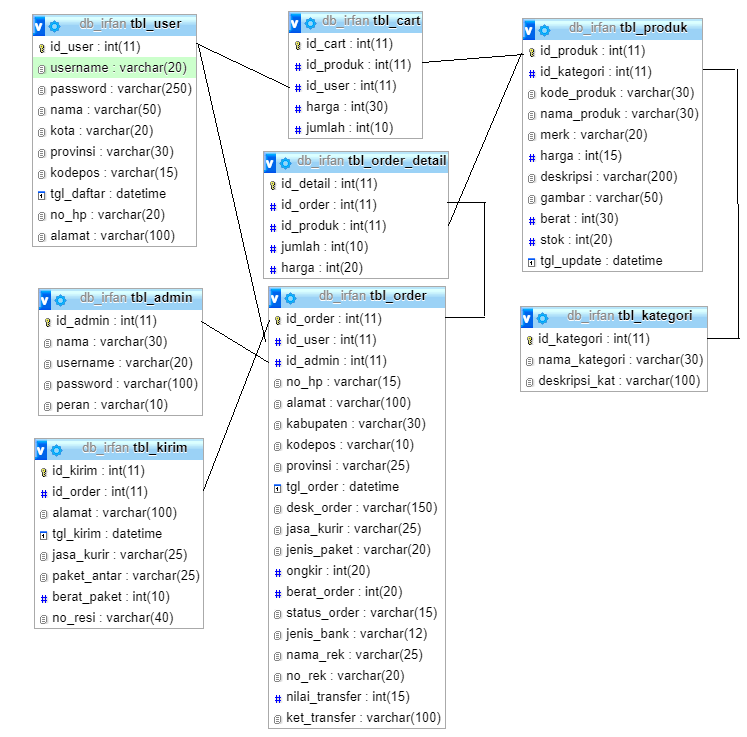 db_irfan tbl_user
id_user : int(11)
username : varchar(20)
password : varchar(250)
nama : varchar(50)
kota : varchar(20)
provinsi : varchar(30)
kodepos : varchar(15)
tgl_daftar : datetime
no_hp : varchar(20)
alamat : varchar(100)
db_irfan tbl_cart
id_cart : int(11)
id_produk : int(11)
id_user : int(11)
harga : int(30)
jumlah : int(10)
db_irfan tbl_produk
id_produk : int(11)
id_kategori : int(11)
kode_produk : varchar(30)
nama_produk : varchar(30)
merk : varchar(20)
harga : int(15)
deskripsi : varchar(200)
gambar : varchar(50)
berat : int(30)
stok : int(20)
tgl_update : datetime
db_irfan tbl_order_detail
id_detail : int(11)
id_order : int(11)
id_produk : int(11)
jumlah : int(10)
harga : int(20)
db_irfan tbl_admin
id_admin : int(11)
nama : varchar(30)
username : varchar(20)
password : varchar(100)
peran : varchar(10)
db_irfan tbl_order
id_order : int(11)
id_user : int(11)
id_admin : int(11)
no_hp : varchar(15)
alamat : varchar(100)
kabupaten : varchar(30)
kodepos : varchar(10)
provinsi : varchar(25)
tgl_order : datetime
desk_order : varchar(150)
jasa_kurir : varchar(25)
jenis_paket : varchar(20)
ongkir : int(20)
berat_order : int(20)
status_order : varchar(15)
jenis_bank : varchar(12)
nama_rek : varchar(25)
no_rek : varchar(20)
nilai_transfer : int(15)
ket_transfer : varchar(100)
db_irfan tbl_kategori
id_kategori : int(11)
nama_kategori : varchar(30)
deskripsi_kat : varchar(100)
db_irfan tbl_kirim
id_kirim : int(11)
id_order : int(11)
alamat : varchar(100)
tgl_kirim : datetime
jasa_kurir : varchar(25)
paket_antar : varchar(25)
berat_paket : int(10)
no_resi : varchar(40)